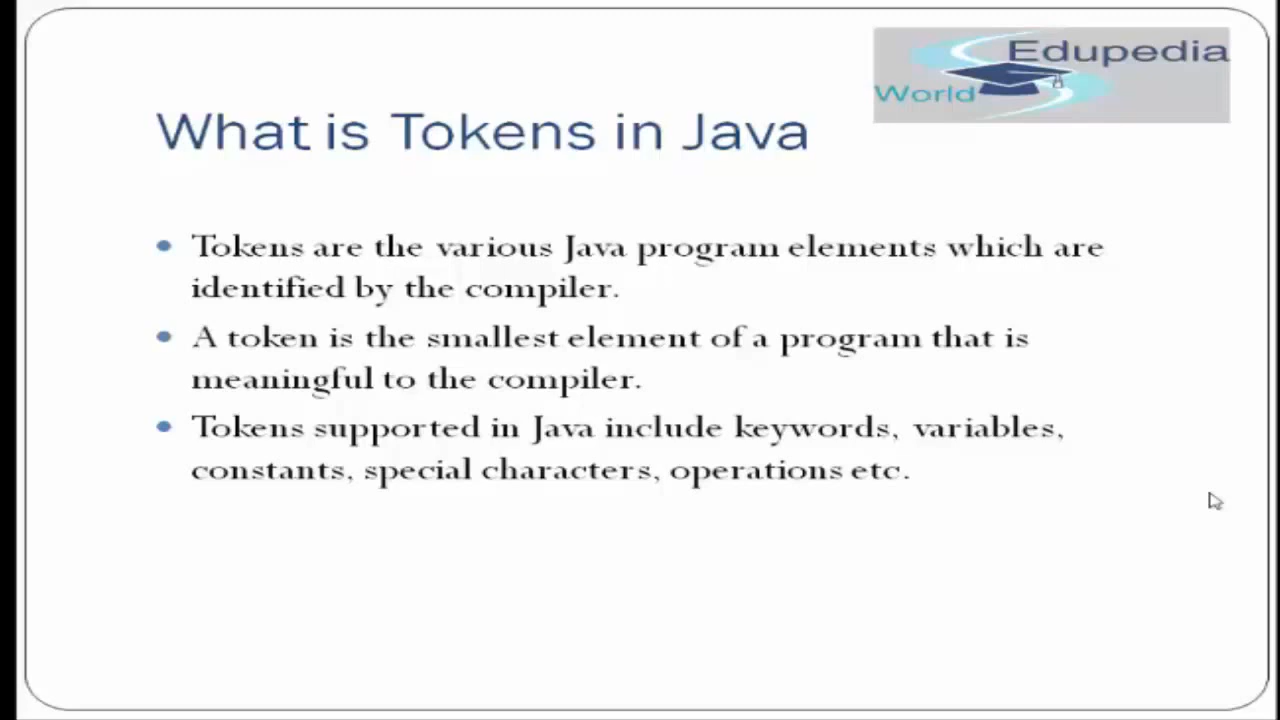 Edupedia
World
What is Tokens in Java
Tokens are the various Java program elements which are
identified by the compiler.
A token is the smallest element of a program that is
meaningful to the compiler.
Tokens supported in Java include keywords, variables,
constants, special characters, operations etc.